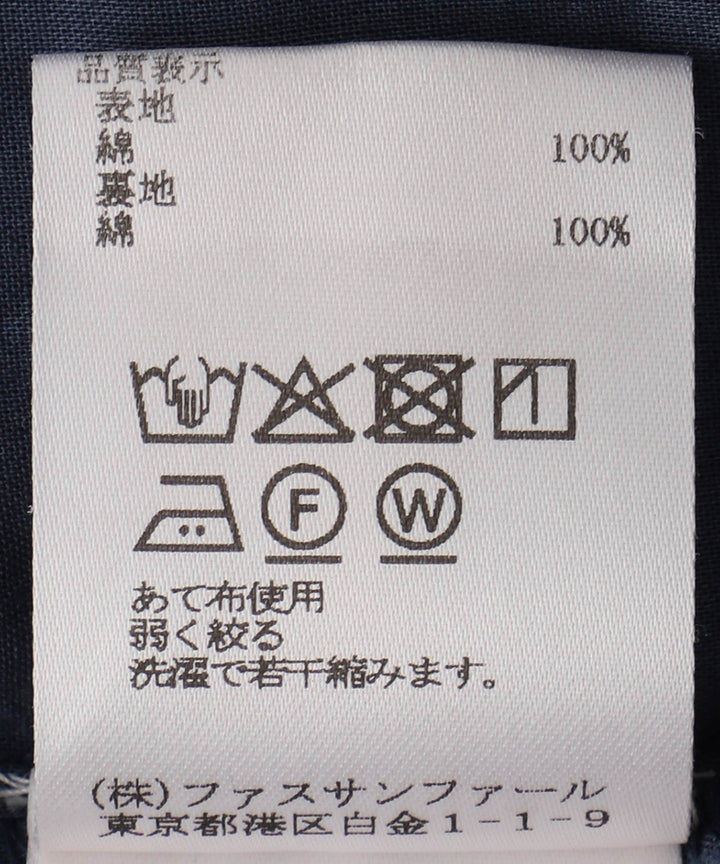 品質表示
表地
綿 100%
裏地
綿 100%
F W
あて布使用
弱く絞る
洗濯で若干縮みます。
(株)ファスサンファール
東京都港区白金1-1-9